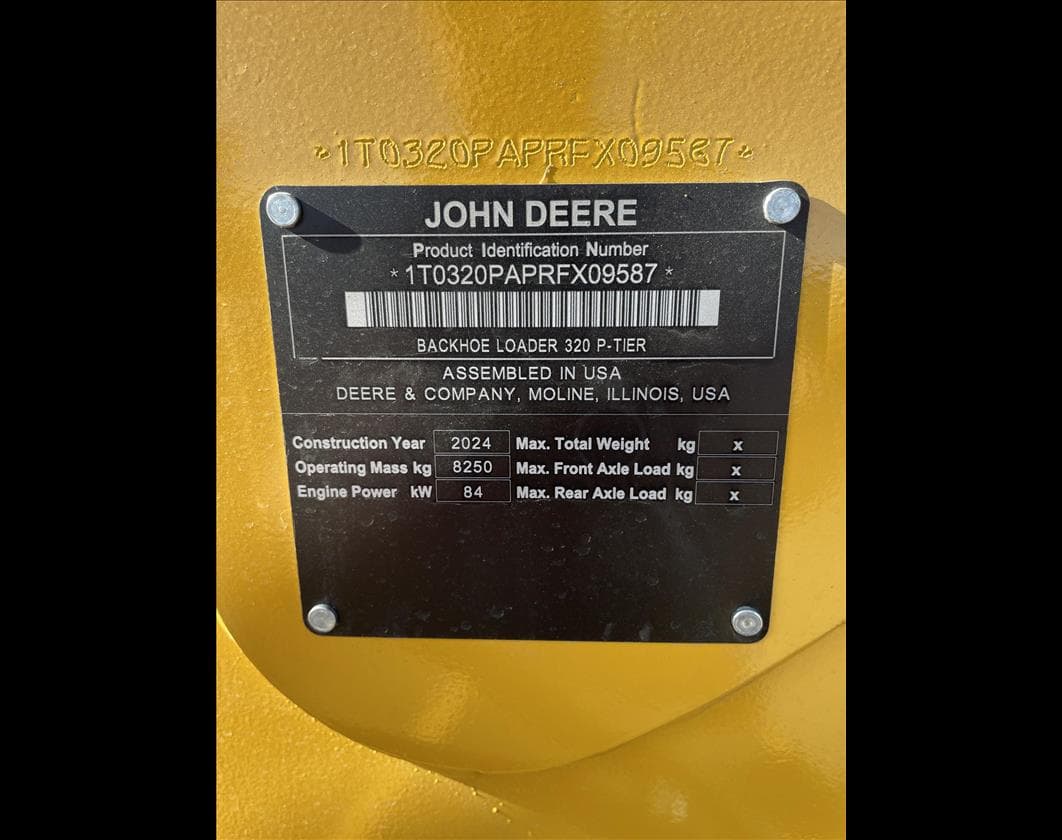 *1T0320PAPRFX09587*
JOHN DEERE
Product Identification Number
*1T0320PAPRFX09587*
BACKHOE LOADER 320 P-TIER
ASSEMBLED IN USA
DEERE & COMPANY, MOLINE, ILLINOIS, USA
Construction Year 2024 Max. Total Weight kg x
Operating Mass kg 8250 Max. Front Axle Load kg x
Engine Power kW 84 Max. Rear Axle Load kg x